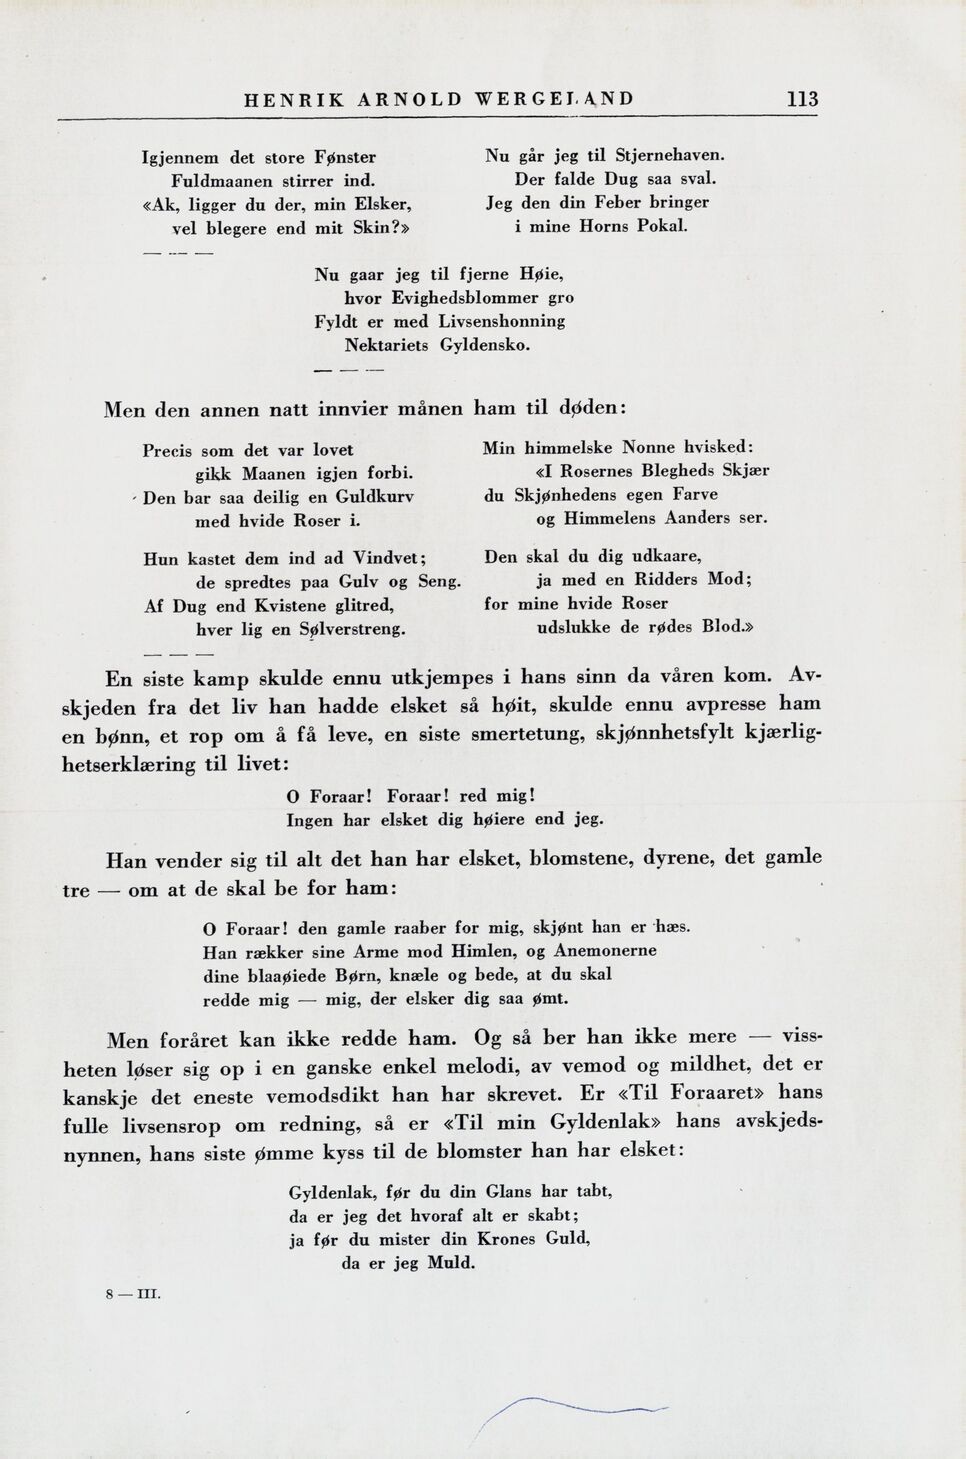 HENRIK ARNOLD WERGELAND 113
Igjennem det store Fønster
Fuldmaanen stirrer ind.
«Ak, ligger du der, min Elsker,
vel blegere end mit Skin?»
— — —
Nu går jeg til Stjernehaven.
Der falde Dug saa sval.
Jeg den din Feber bringer
i mine Horns Pokal.
Nu gaar jeg til fjerne Høie,
hvor Evighedsblommer gro
Fyldt er med Livsenshonning
Nektariets Gyldensko.
— — —
Men den annen natt innvier månen ham til døden:
Precis som det var lovet
gikk Maanen igjen forbi.
Den bar saa deilig en Guldkurv
med hvide Roser i.
Hun kastet dem ind ad Vindvet;
de spredtes paa Gulv og Seng.
Af Dug end Kvistene glitred,
hver lig en Sølverstreng.
— — —
Min himmelske Nonne hvisked:
«I Rosernes Blegheds Skjær
du Skjønhedens egen Farve
og Himmelens Aanders ser.
Den skal du dig udkaare,
ja med en Ridders Mod;
for mine hvide Roser
udslukke de rødes Blod.»
En siste kamp skulde ennu utkjempes i hans sinn da våren kom. Av-
skjeden fra det liv han hadde elsket så høit, skulde ennu avpresse ham
en bønn, et rop om å få leve, en siste smertetung, skjønnhetsfylt kjærlig-
hetserklæring til livet:
O Foraar! Foraar! red mig!
Ingen har elsket dig høiere end jeg.
Han vender sig til alt det han har elsket, blomstene, dyrene, det gamle
tre — om at de skal be for ham:
O Foraar! den gamle raaber for mig, skjønt han er hæs.
Han rækker sine Arme mod Himlen, og Anemonerne
dine blaaøiede Børn, knæle og bede, at du skal
redde mig — mig, der elsker dig saa ømt.
Men foråret kan ikke redde ham. Og så ber han ikke mere — viss-
heten løser sig op i en ganske enkel melodi, av vemod og mildhet, det er
kanskje det eneste vemodsdikt han har skrevet. Er «Til Foraaret» hans
fulle livsensrop om redning, så er «Til min Gyldenlak» hans avskjeds-
nynnen, hans siste ømme kyss til de blomster han har elsket:
Gyldenlak, før du din Glans har tabt,
da er jeg det hvoraf alt er skabt;
ja før du mister din Krones Guld,
da er jeg Muld.
8 — III.